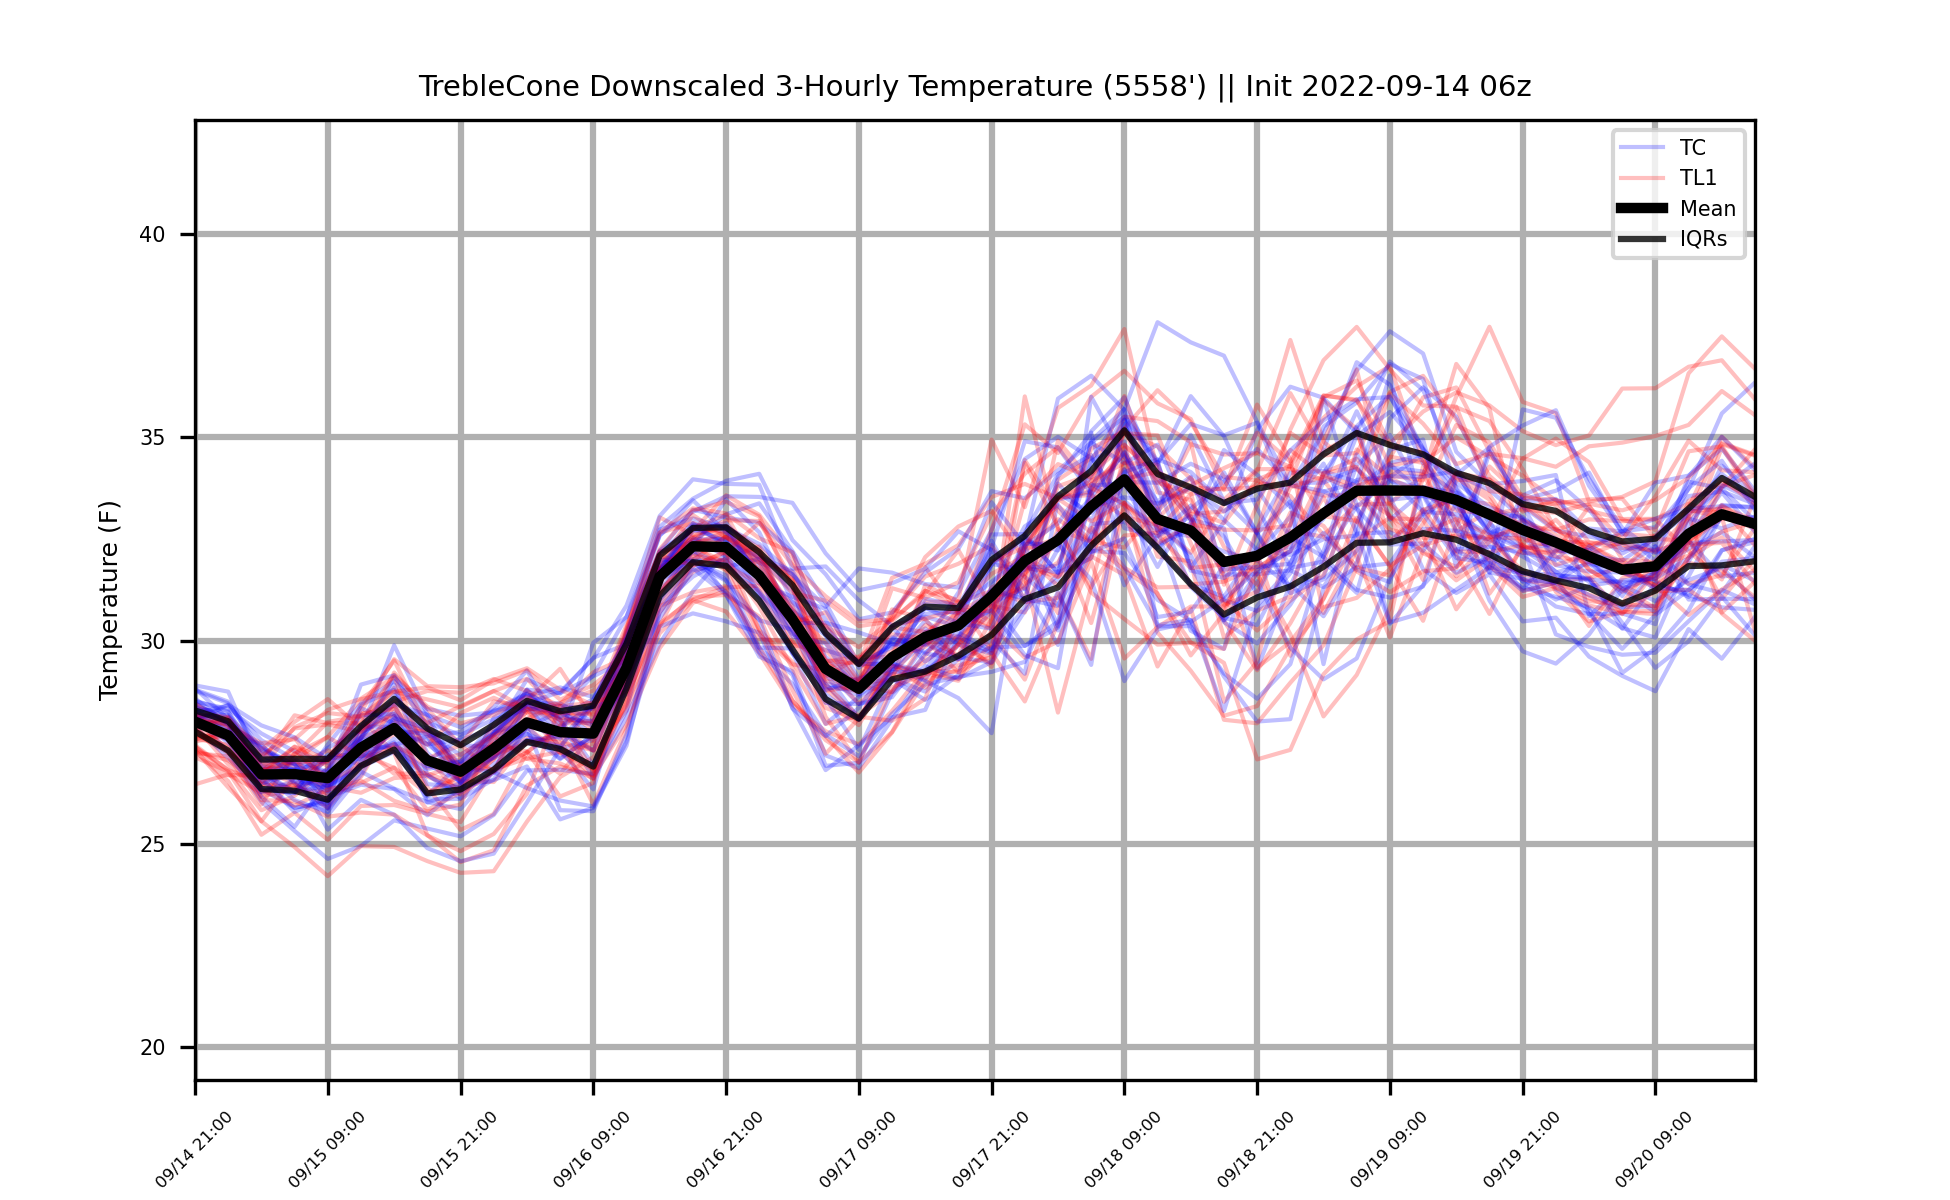 TrebleCone Downscaled 3-Hourly Temperature (5558') || Init 2022-09-14 06z
TC
TL1
Mean
IQRs
Temperature (F)
40
35
30
25
20
09/14 21:00
09/15 09:00
09/15 21:00
09/16 09:00
09/16 21:00
09/17 09:00
09/17 21:00
09/18 09:00
09/18 21:00
09/19 09:00
09/19 21:00
09/20 09:00